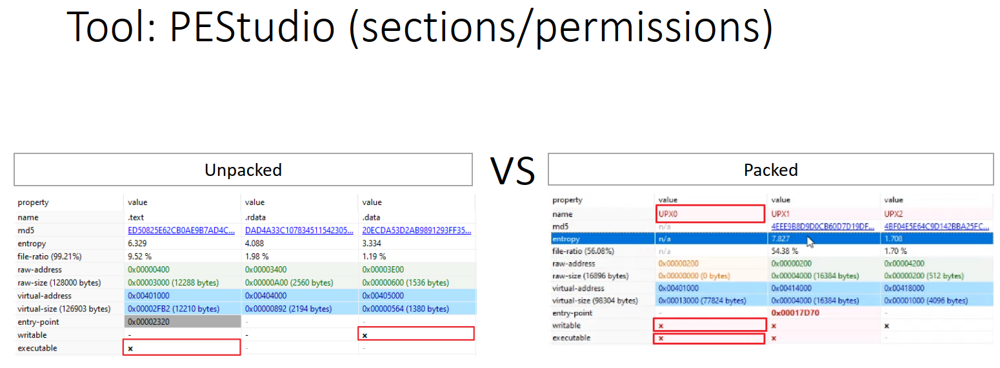 Tool: PEStudio (sections/permissions)
Unpacked
VS
Packed
property value value value
name .text .rdata .data
md5 ED50825E62CB0AE9B7AD4C... DAD4A33C107834511542305... 20ECDA53D2AB9891293FF35...
entropy 6.329 4.088 3.334
file-ratio (99.21%) 9.52 % 1.98 % 1.19 %
raw-address 0x00000400 0x00003400 0x00003E00
raw-size (128000 bytes) 0x00003000 (12288 bytes) 0x00000A00 (2560 bytes) 0x00000600 (1536 bytes)
virtual-address 0x00401000 0x00404000 0x00405000
virtual-size (126903 bytes) 0x00002FB2 (12210 bytes) 0x00000892 (2194 bytes) 0x00000564 (1380 bytes)
entry-point 0x00002320 - -
writable - - x
executable x - -
property value value value
name UPX0 UPX1 UPX2
md5 n/a 4EEE9B8D9D0CB60D7D19DF... 4BF04E5E64C9D142BBA25FC...
entropy n/a 7.827 1.708
file-ratio (56.08%) n/a 54.38 % 1.70 %
raw-address 0x00000200 0x00000200 0x00004200
raw-size (16896 bytes) 0x00000000 (0 bytes) 0x00004000 (16384 bytes) 0x00000200 (512 bytes)
virtual-address 0x00401000 0x00414000 0x00418000
virtual-size (98304 bytes) 0x00013000 (77824 bytes) 0x00004000 (16384 bytes) 0x00001000 (4096 bytes)
entry-point - 0x00017D70 -
writable x x x
executable x x -